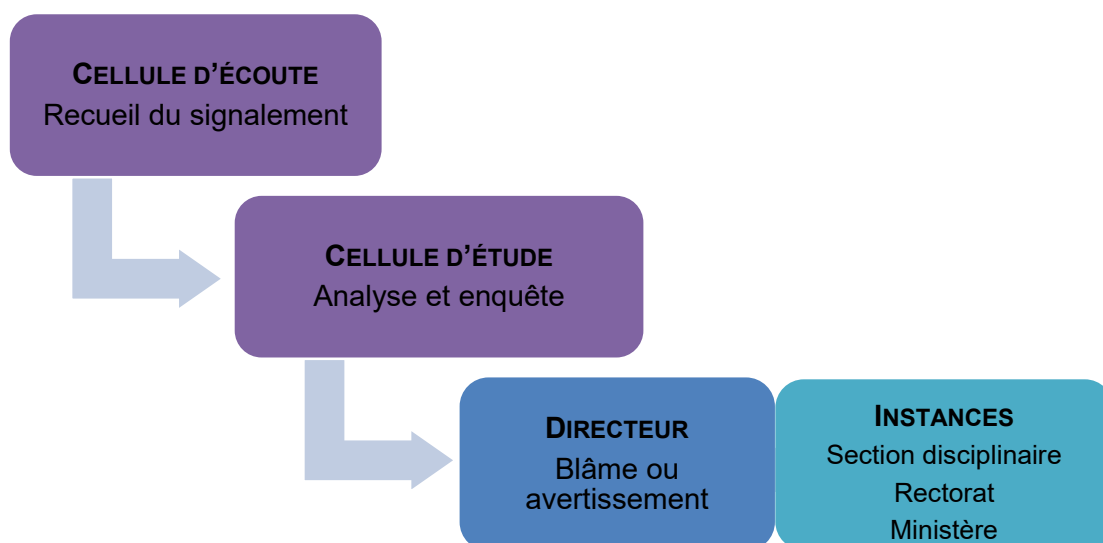 CELLULE D'ÉCOUTE
Recueil du signalement
CELLULE D'ÉTUDE
Analyse et enquête
DIRECTEUR
Blâme ou
avertissement
INSTANCES
Section disciplinaire
Rectorat
Ministère